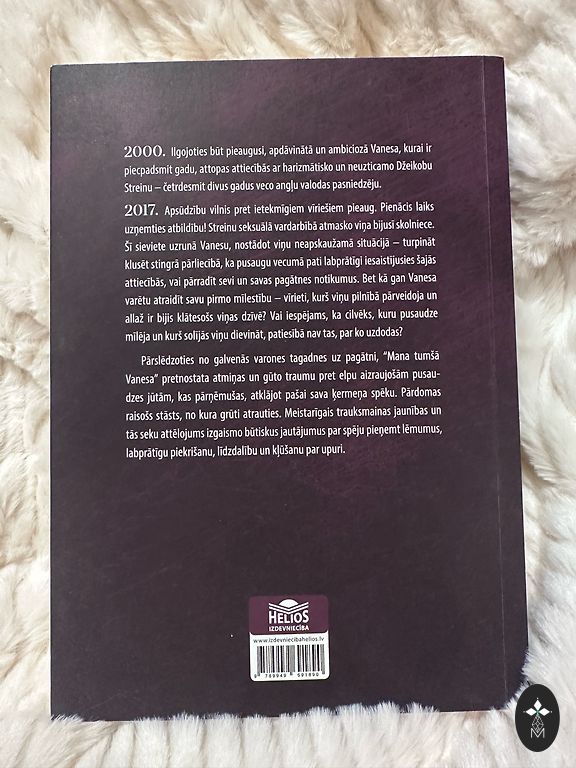 2000. Ilgojoties būt pieaugusi, apdāvinātā un ambiciozā Vanesa, kurai ir
piecpadsmit gadu, attopas attiecībās ar harizmātisko un neuzticamo Džeikobu
Streinu – četrdesmit divus gadus veco angļu valodas pasniedzēju.
2017. Apsūdzību vilnis pret ietekmīgiem vīriešiem pieaug. Pienācis laiks
uzņemties atbildību! Streinu seksuālā vardarbībā atmasko viņa bijusī skolniece.
Šī sieviete uzrunā Vanesu, nostādot viņu neapskaužamā situācijā – turpināt
klusēt stingrā pārliecībā, ka pusaugu vecumā pati labprātīgi iesaistījusies šajās
attiecībās, vai pārradīt sevi un savas pagātnes notikumus. Bet kā gan Vanesa
varētu atraidīt savu pirmo mīlestību – vīrieti, kurš viņu pilnībā pārveidoja un
allaž ir bijis klātesošs viņas dzīvē? Vai iespējams, ka cilvēks, kuru pusaudze
mīlēja un kurš solījās viņu dievināt, patiesībā nav tas, par ko uzdodas?
Pārslēdzoties no galvenās varones tagadnes uz pagātni, "Mana tumšā
Vanesa" pretnostata atmiņas un gūto traumu pret elpu aizraujošām pusau-
dzes jūtām, kas pārņēmušas, atklājot pašai sava ķermeņa spēku. Pārdomas
raisošs stāsts, no kura grūti atrauties. Meistarīgais trauksmainas jaunības un
tās seku attēlojums izgaismo būtiskus jautājumus par spēju pieņemt lēmumus,
labprātīgu piekrišanu, līdzdalību un kļūšanu par upuri.
HELIOS
IZDEVNIECĪBA
www.izdevniecibahelios.lv
9 789949 691890
M